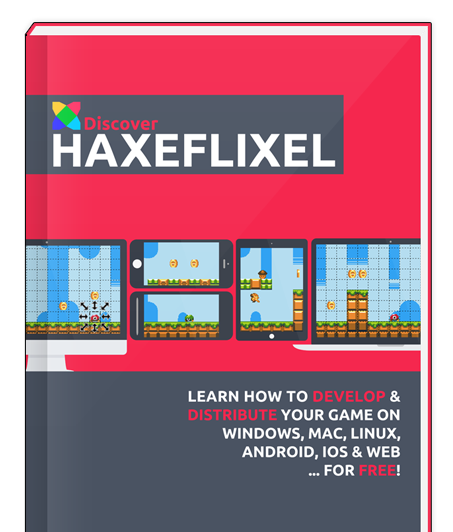 Discover
HAXEFLIXEL
LEARN HOW TO DEVELOP &
DISTRIBUTE YOUR GAME ON
WINDOWS, MAC, LINUX,
ANDROID, IOS & WEB
... FOR FREE!